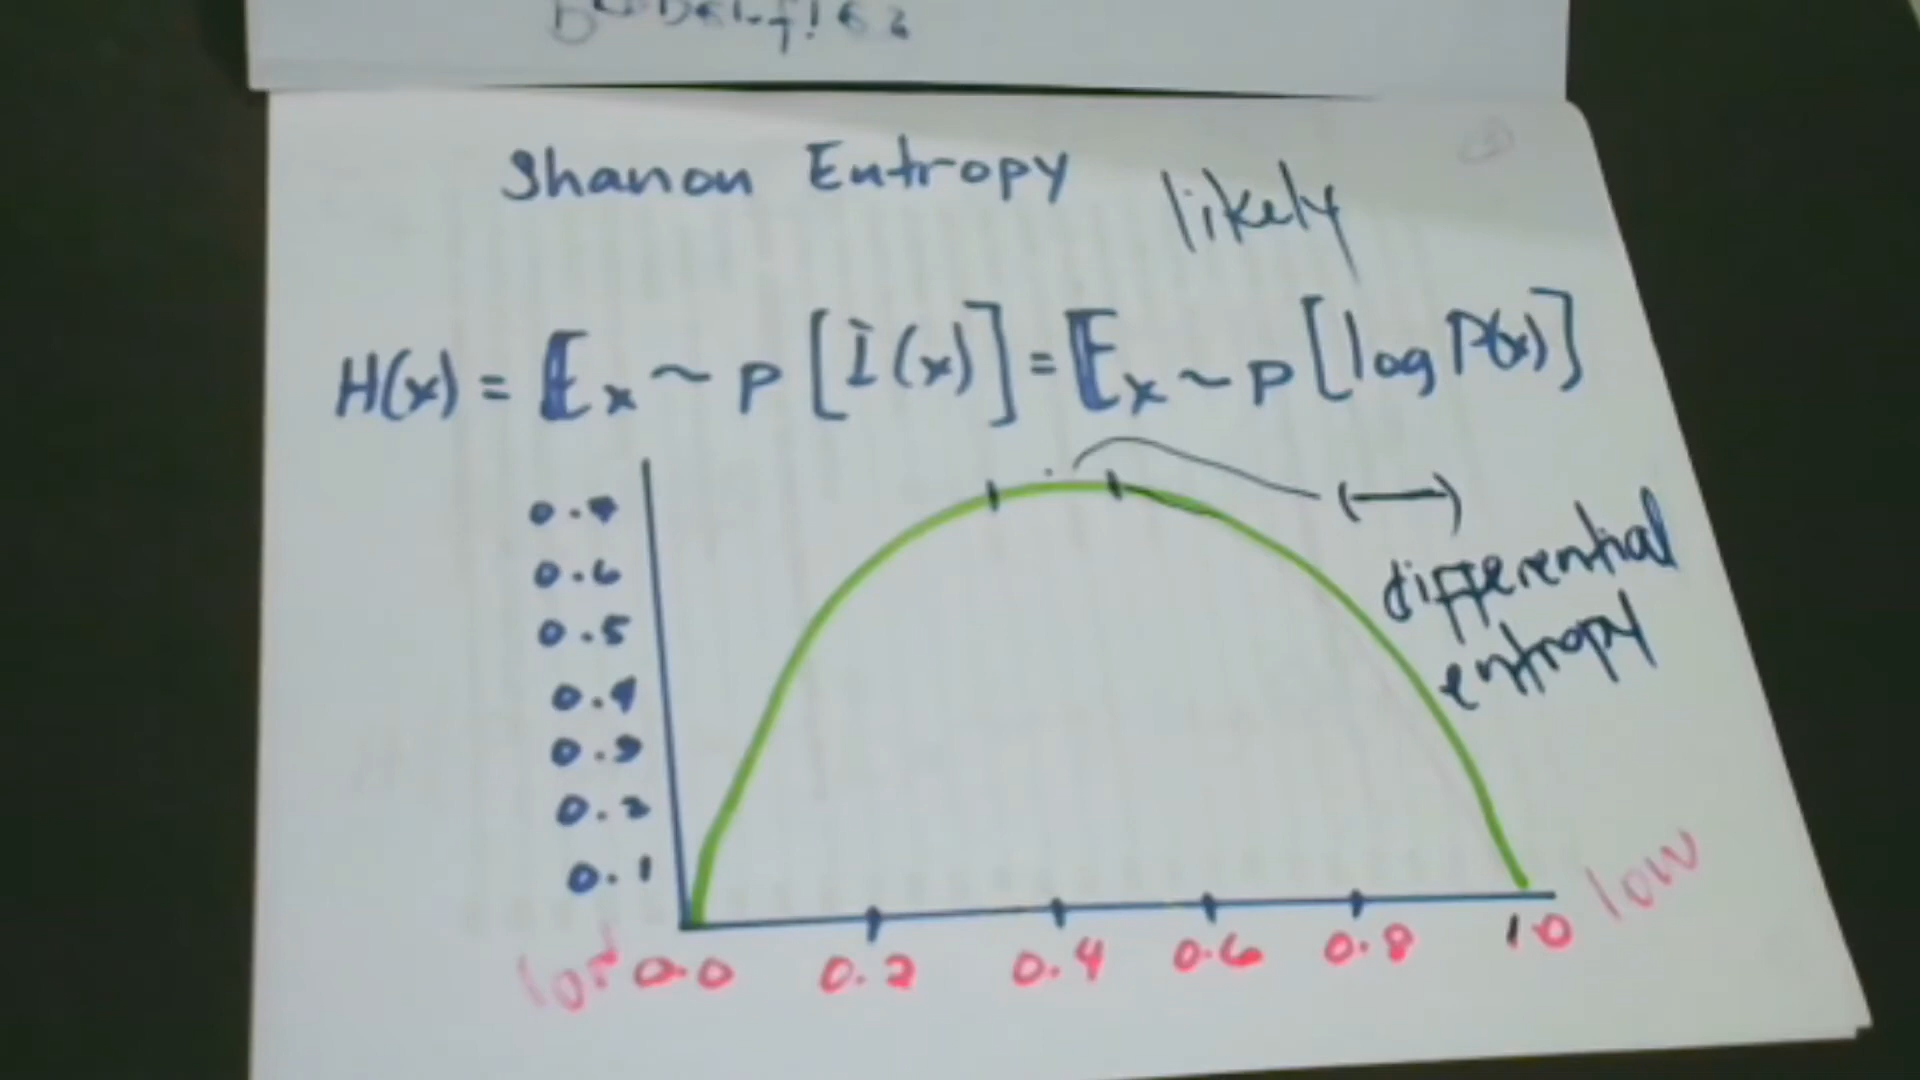 Shanon Entropy
likely
H(x) = 𝔼x ~ p [I(x)] = 𝔼x ~ p [log P(x)]
0.7
0.6
0.5
0.4
0.3
0.2
0.1
(⟷)
differential
entropy
0.0 0.2 0.4 0.6 0.8 1.0 low